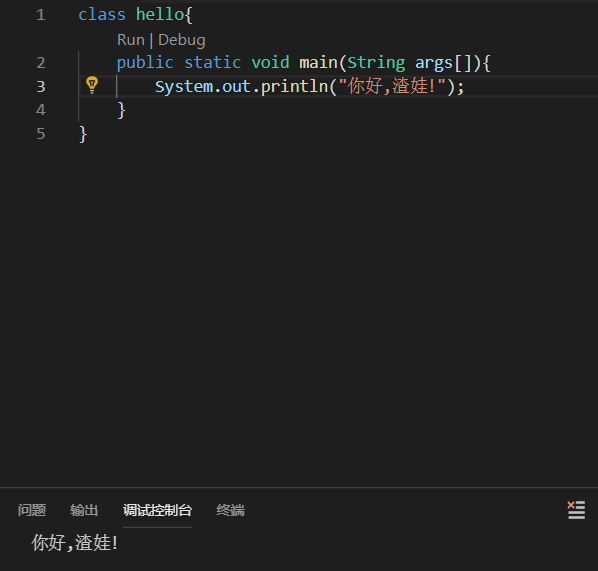 1 class hello{
Run | Debug
2 public static void main(String args[]){
3 System.out.println("你好,渣娃!");
4 }
5 }
问题 输出 调试控制台 终端
你好,渣娃!